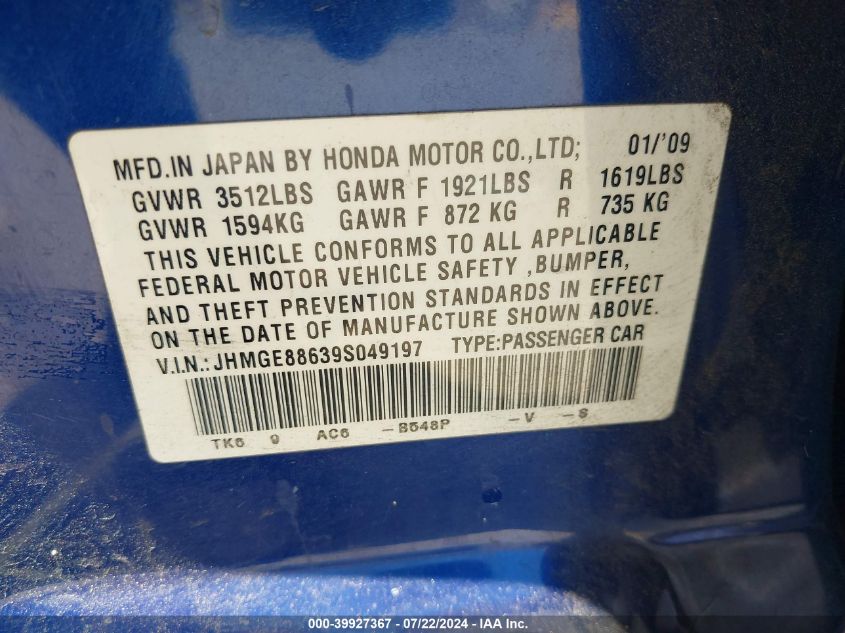 MFD.IN JAPAN BY HONDA MOTOR CO.,LTD; 01/'09
GVWR 3512LBS GAWR F 1921LBS R 1619LBS
GVWR 1594KG GAWR F 872 KG R 735 KG
THIS VEHICLE CONFORMS TO ALL APPLICABLE
FEDERAL MOTOR VEHICLE SAFETY ,BUMPER,
AND THEFT PREVENTION STANDARDS IN EFFECT
ON THE DATE OF MANUFACTURE SHOWN ABOVE.
V.I.N.: JHMGE88639S049197 TYPE:PASSENGER CAR
TK6 9 AC6 -B548P -V -S
000-39927367 / 07/22/2024 - IAAI.com